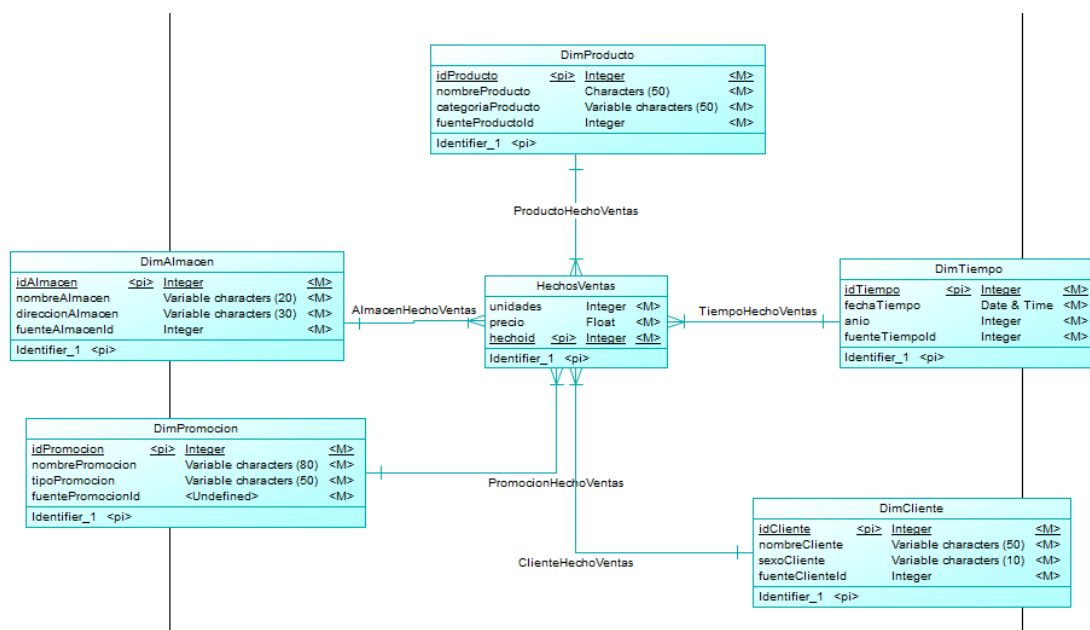 DimProducto
idProducto <pi> Integer <M>
nombreProducto Characters (50) <M>
categoriaProducto Variable characters (50) <M>
fuenteProductoId Integer <M>
Identifier_1 <pi>
ProductoHechoVentas
DimAlmacen
idAlmacen <pi> Integer <M>
nombreAlmacen Variable characters (20) <M>
direccionAlmacen Variable characters (30) <M>
fuenteAlmacenId Integer <M>
Identifier_1 <pi>
AlmacenHechoVentas
HechosVentas
unidades Integer <M>
precio Float <M>
hechoid <pi> Integer <M>
Identifier_1 <pi>
TiempoHechoVentas
DimTiempo
idTiempo <pi> Integer <M>
fechaTiempo Date & Time <M>
anio Integer <M>
fuenteTiempoId Integer <M>
Identifier_1 <pi>
DimPromocion
idPromocion <pi> Integer <M>
nombrePromocion Variable characters (80) <M>
tipoPromocion Variable characters (50) <M>
fuentePromocionId <Undefined> <M>
Identifier_1 <pi>
PromocionHechoVentas
DimCliente
idCliente <pi> Integer <M>
nombreCliente Variable characters (50) <M>
sexoCliente Variable characters (10) <M>
fuenteClienteId Integer <M>
Identifier_1 <pi>
ClienteHechoVentas